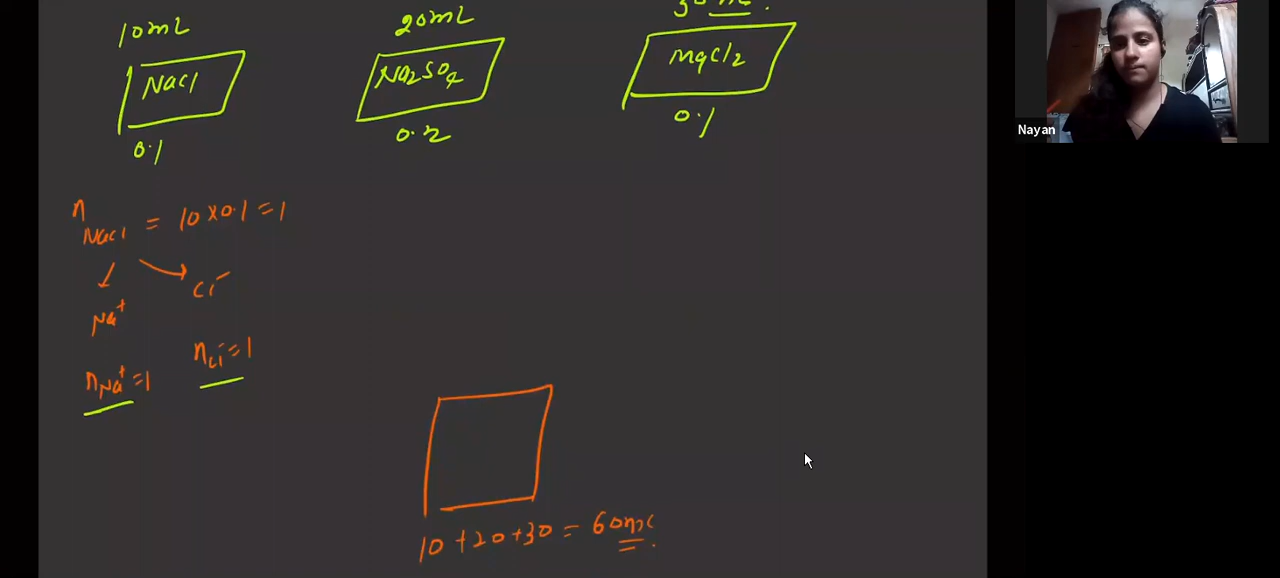 10mL 20mL 30mL.
NaCl Na2SO4 MgCl2
0.1 0.2 0.1
nNaCl = 10×0.1=1
Na+ Cl-
nNa+=1 nCl-=1
10+20+30 = 60mL.
Nayan